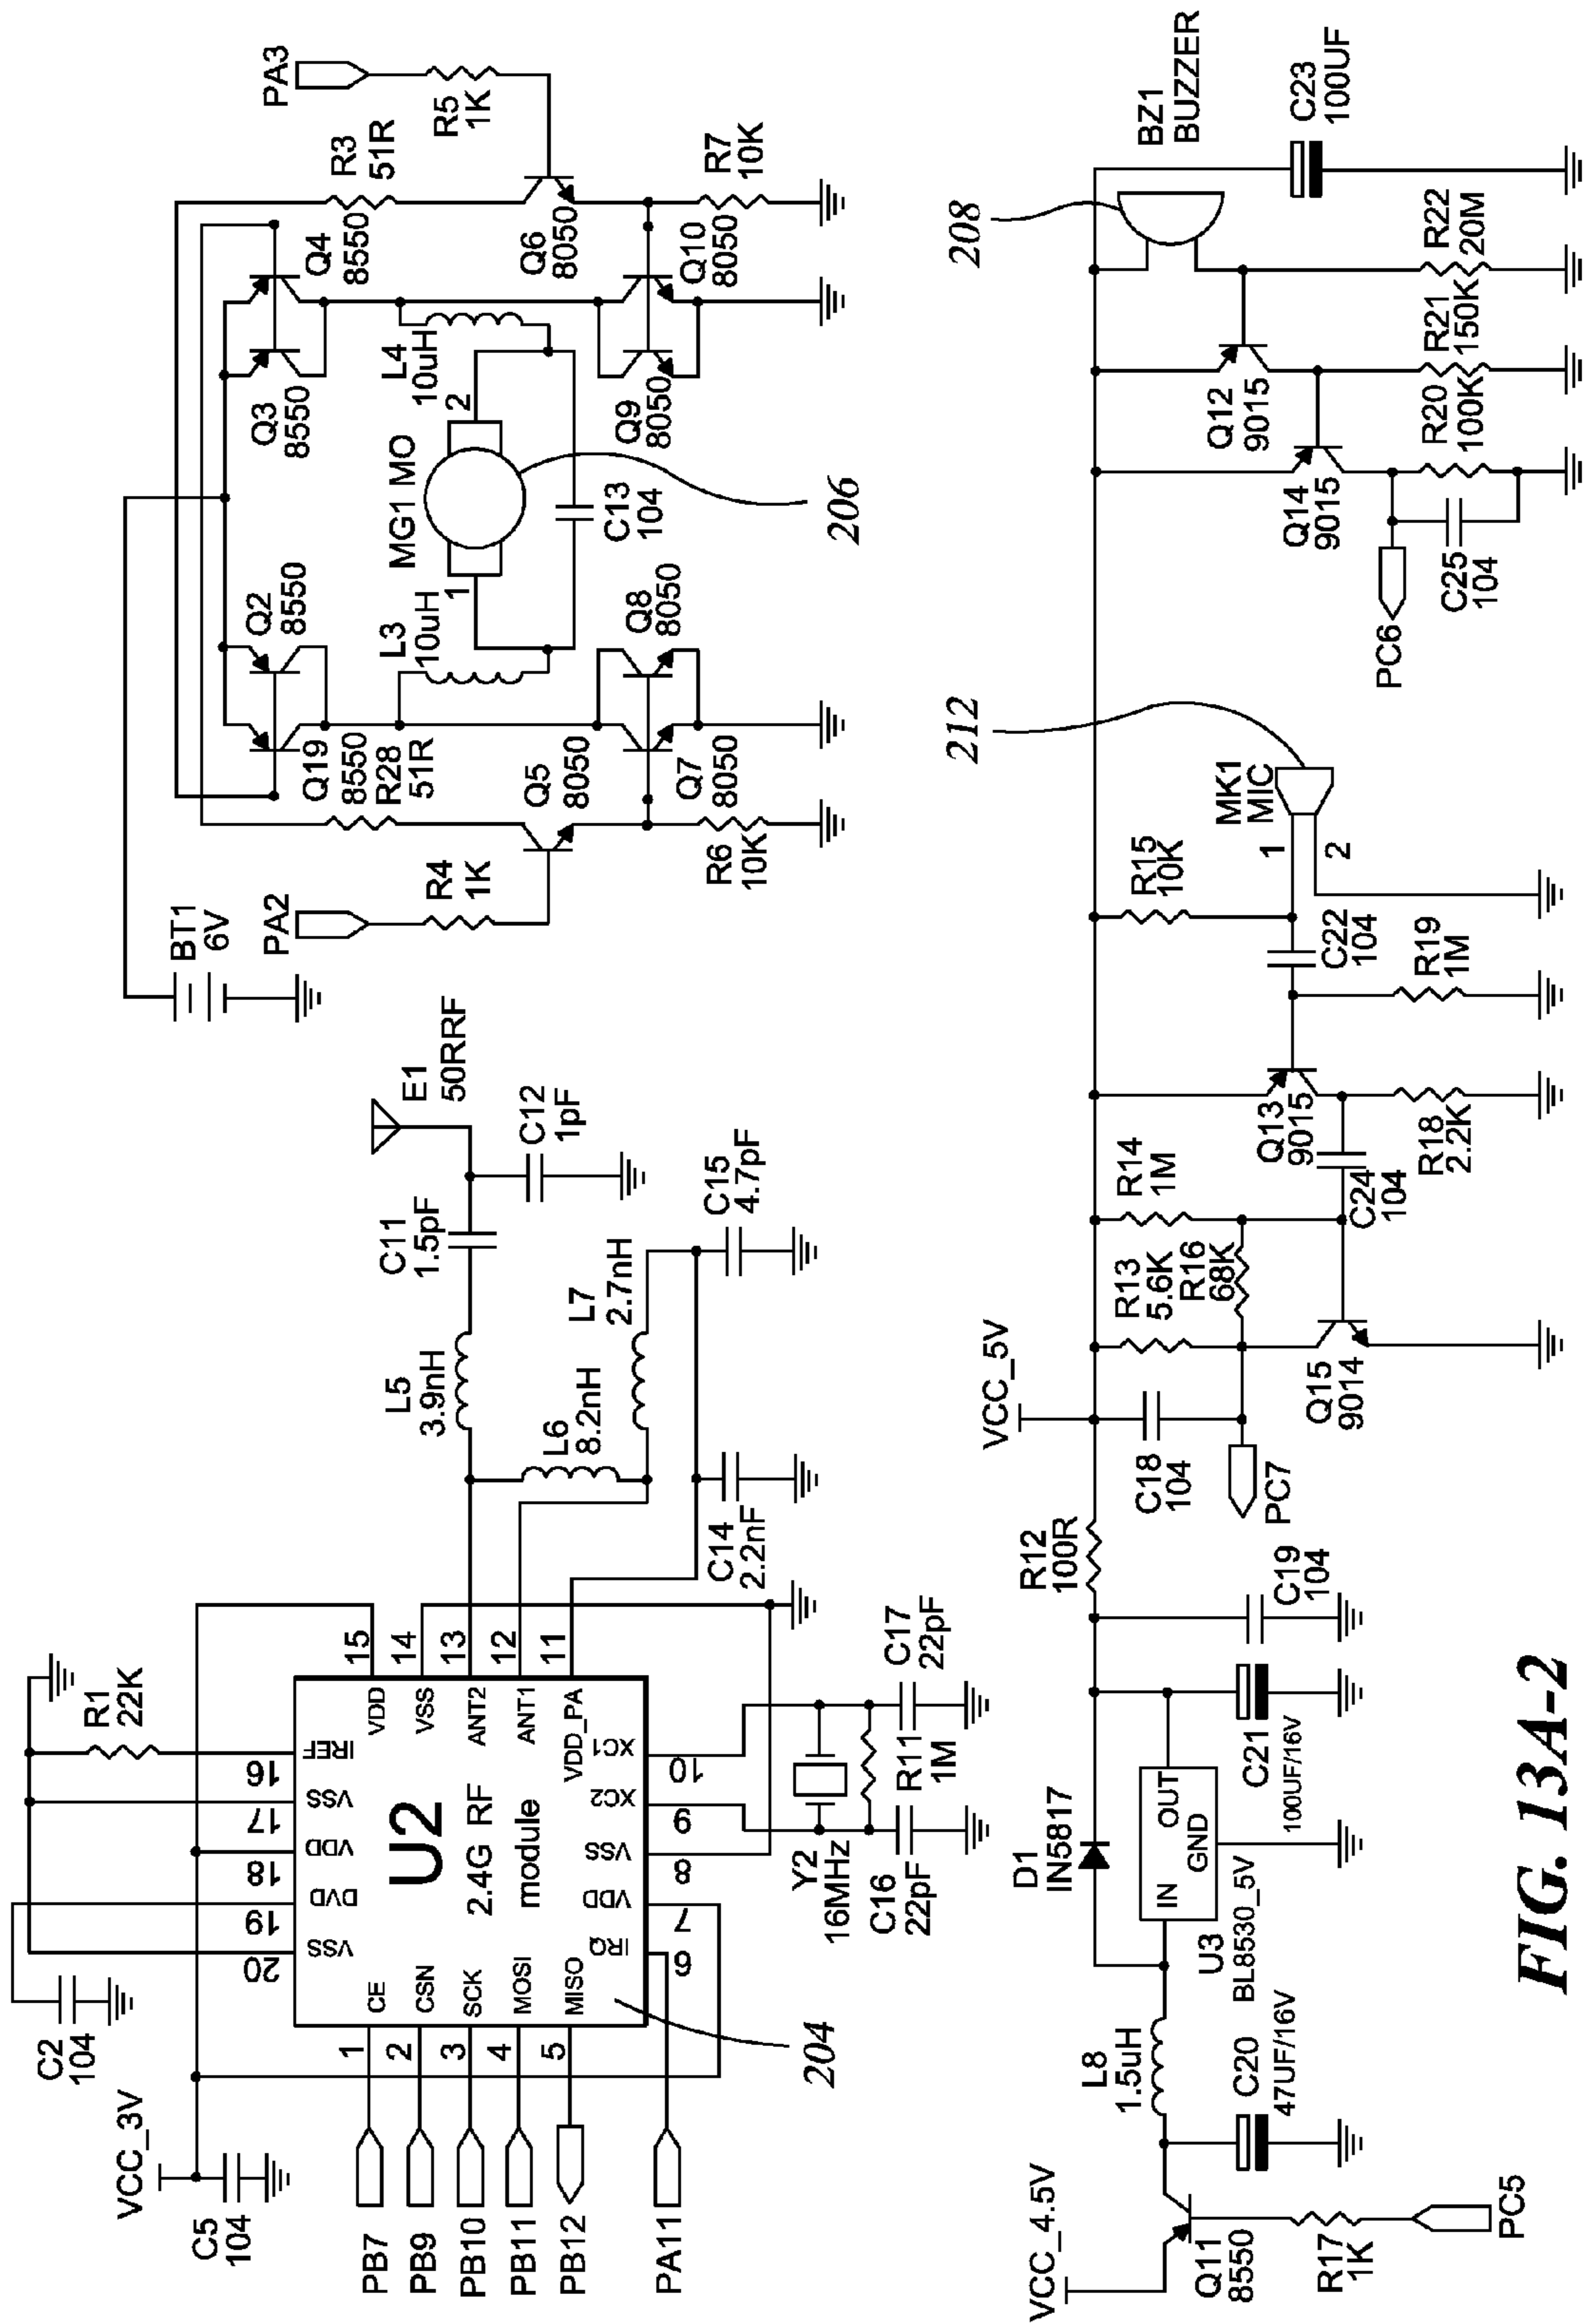 VCC_3V
C5
104
C2
104
PB7
PB9
PB10
PB11
PB12
PA11
1
2
3
4
5
6
7
8
9
10
11
12
13
14
15
16
17
18
19
20
CE
CSN
SCK
MOSI
MISO
IRQ
VDD
VSS
XC2
XC1
VDD_PA
ANT1
ANT2
VSS
VDD
IREF
VSS
VDD
DVD
VSS
U2
2.4G RF
module
204
R1
22K
Y2
16MHz
C16
22pF
R11
1M
C17
22pF
C14
2.2nF
L5
3.9nH
L6
8.2nH
L7
2.7nH
C11
1.5pF
C15
4.7pF
C12
1pF
E1
50RRF
BT1
6V
PA2
R4
1K
R28
51R
Q19
8550
Q2
8550
Q5
8050
R6
10K
Q7
8050
Q8
8050
L3
10uH
1
MG1 MO
2
C13
104
206
L4
10uH
Q3
8550
Q4
8550
Q9
8050
Q10
8050
Q6
8050
R3
51R
R5
1K
PA3
R7
10K
VCC_4.5V
Q11
8550
R17
1K
PC5
C20
47UF/16V
L8
1.5uH
D1
IN5817
U3
BL8530_5V
IN
OUT
GND
C21
100UF/16V
C19
104
R12
100R
VCC_5V
C18
104
PC7
R13
5.6K
R16
68K
R14
1M
Q15
9014
C24
104
Q13
9015
R18
2.2K
R19
1M
C22
104
R15
10K
MK1
MIC
1
2
212
PC6
C25
104
Q14
9015
R20
100K
Q12
9015
R21
150K
R22
20M
208
BZ1
BUZZER
C23
100UF
FIG. 13A-2